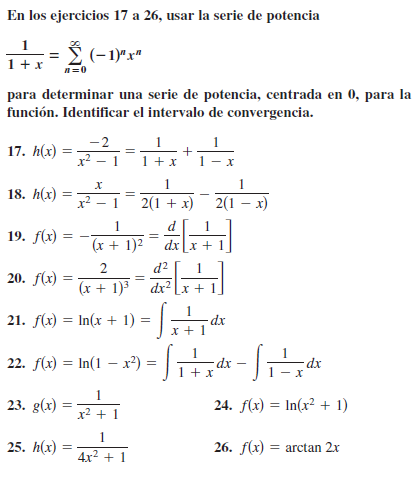 En los ejercicios 17 a 26, usar la serie de potencia
1/(1 + x) = ∑_{n=0}^{∞} (−1)ⁿ xⁿ
para determinar una serie de potencia, centrada en 0, para la
función. Identificar el intervalo de convergencia.
17. h(x) = −2/(x² − 1) = 1/(1 + x) + 1/(1 − x)
18. h(x) = x/(x² − 1) = 1/(2(1 + x)) − 1/(2(1 − x))
19. f(x) = −1/(x + 1)² = d/dx [1/(x + 1)]
20. f(x) = 2/(x + 1)³ = d²/dx² [1/(x + 1)]
21. f(x) = ln(x + 1) = ∫ 1/(x + 1) dx
22. f(x) = ln(1 − x²) = ∫ 1/(1 + x) dx − ∫ 1/(1 − x) dx
23. g(x) = 1/(x² + 1) 24. f(x) = ln(x² + 1)
25. h(x) = 1/(4x² + 1) 26. f(x) = arctan 2x